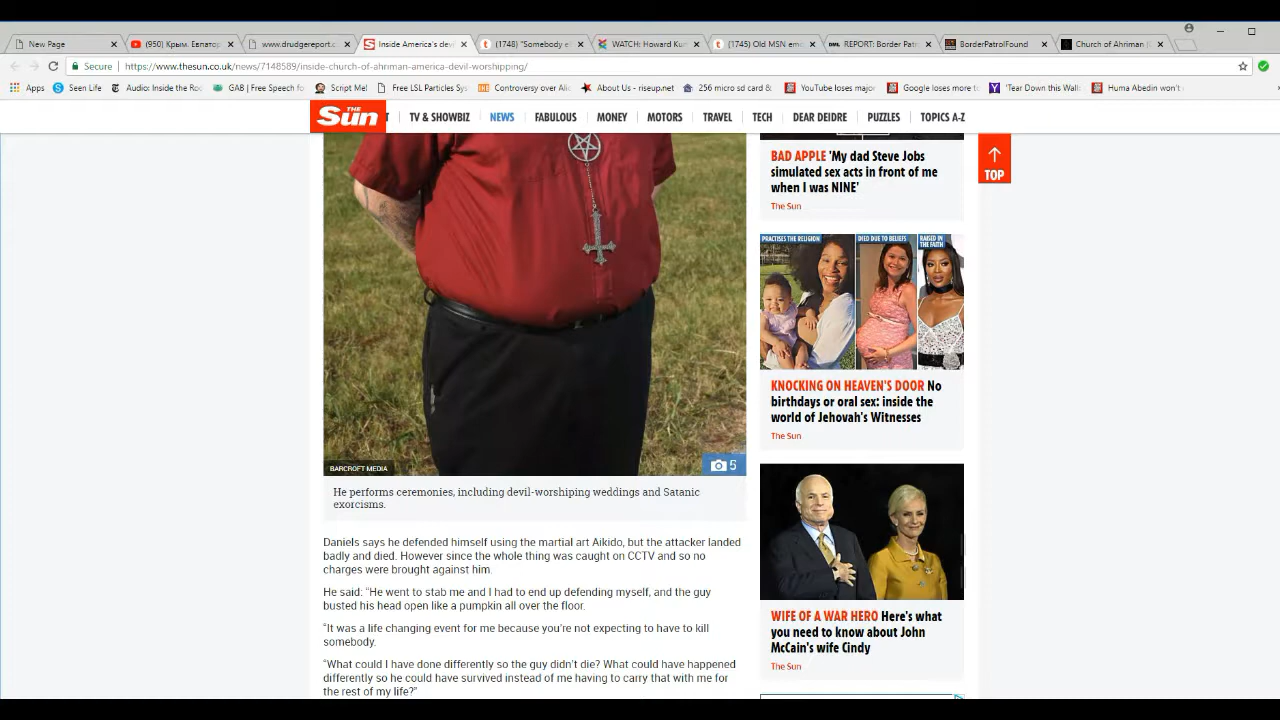 New Page
(950) Крым. Евпатор
www.drudgereport.c
Inside America's dev
(1748) "Somebody e
WATCH: Howard Kur
(1745) Old MSN emo
REPORT: Border Patr
BorderPatrolFound
Church of Ahriman (
Secure
https://www.thesun.co.uk/news/7148589/inside-church-of-ahriman-america-devil-worshipping/
Apps
Seen Life
Audio: Inside the Roo
GAB | Free Speech fo
Script Mel
Free LSL Particles Sys
Controversy over Ali
About Us - riseup.net
256 micro sd card &
YouTube loses major
Google loses more to
'Tear Down this Wall:
Huma Abedin won't
THE Sun
TV & SHOWBIZ
NEWS
FABULOUS
MONEY
MOTORS
TRAVEL
TECH
DEAR DEIDRE
PUZZLES
TOPICS A-Z
BARCROFT MEDIA
5
He performs ceremonies, including devil-worshiping weddings and Satanic
exorcisms.
Daniels says he defended himself using the martial art Aikido, but the attacker landed
badly and died. However since the whole thing was caught on CCTV and so no
charges were brought against him.
He said: "He went to stab me and I had to end up defending myself, and the guy
busted his head open like a pumpkin all over the floor.
"It was a life changing event for me because you're not expecting to have to kill
somebody.
"What could I have done differently so the guy didn't die? What could have happened
differently so he could have survived instead of me having to carry that with me for
the rest of my life?"
BAD APPLE 'My dad Steve Jobs
simulated sex acts in front of me
when I was NINE'
The Sun
PRACTISES THE RELIGION
DIED DUE TO BELIEFS
RAISED IN
THE FAITH
KNOCKING ON HEAVEN'S DOOR No
birthdays or oral sex: inside the
world of Jehovah's Witnesses
The Sun
WIFE OF A WAR HERO Here's what
you need to know about John
McCain's wife Cindy
The Sun
TOP